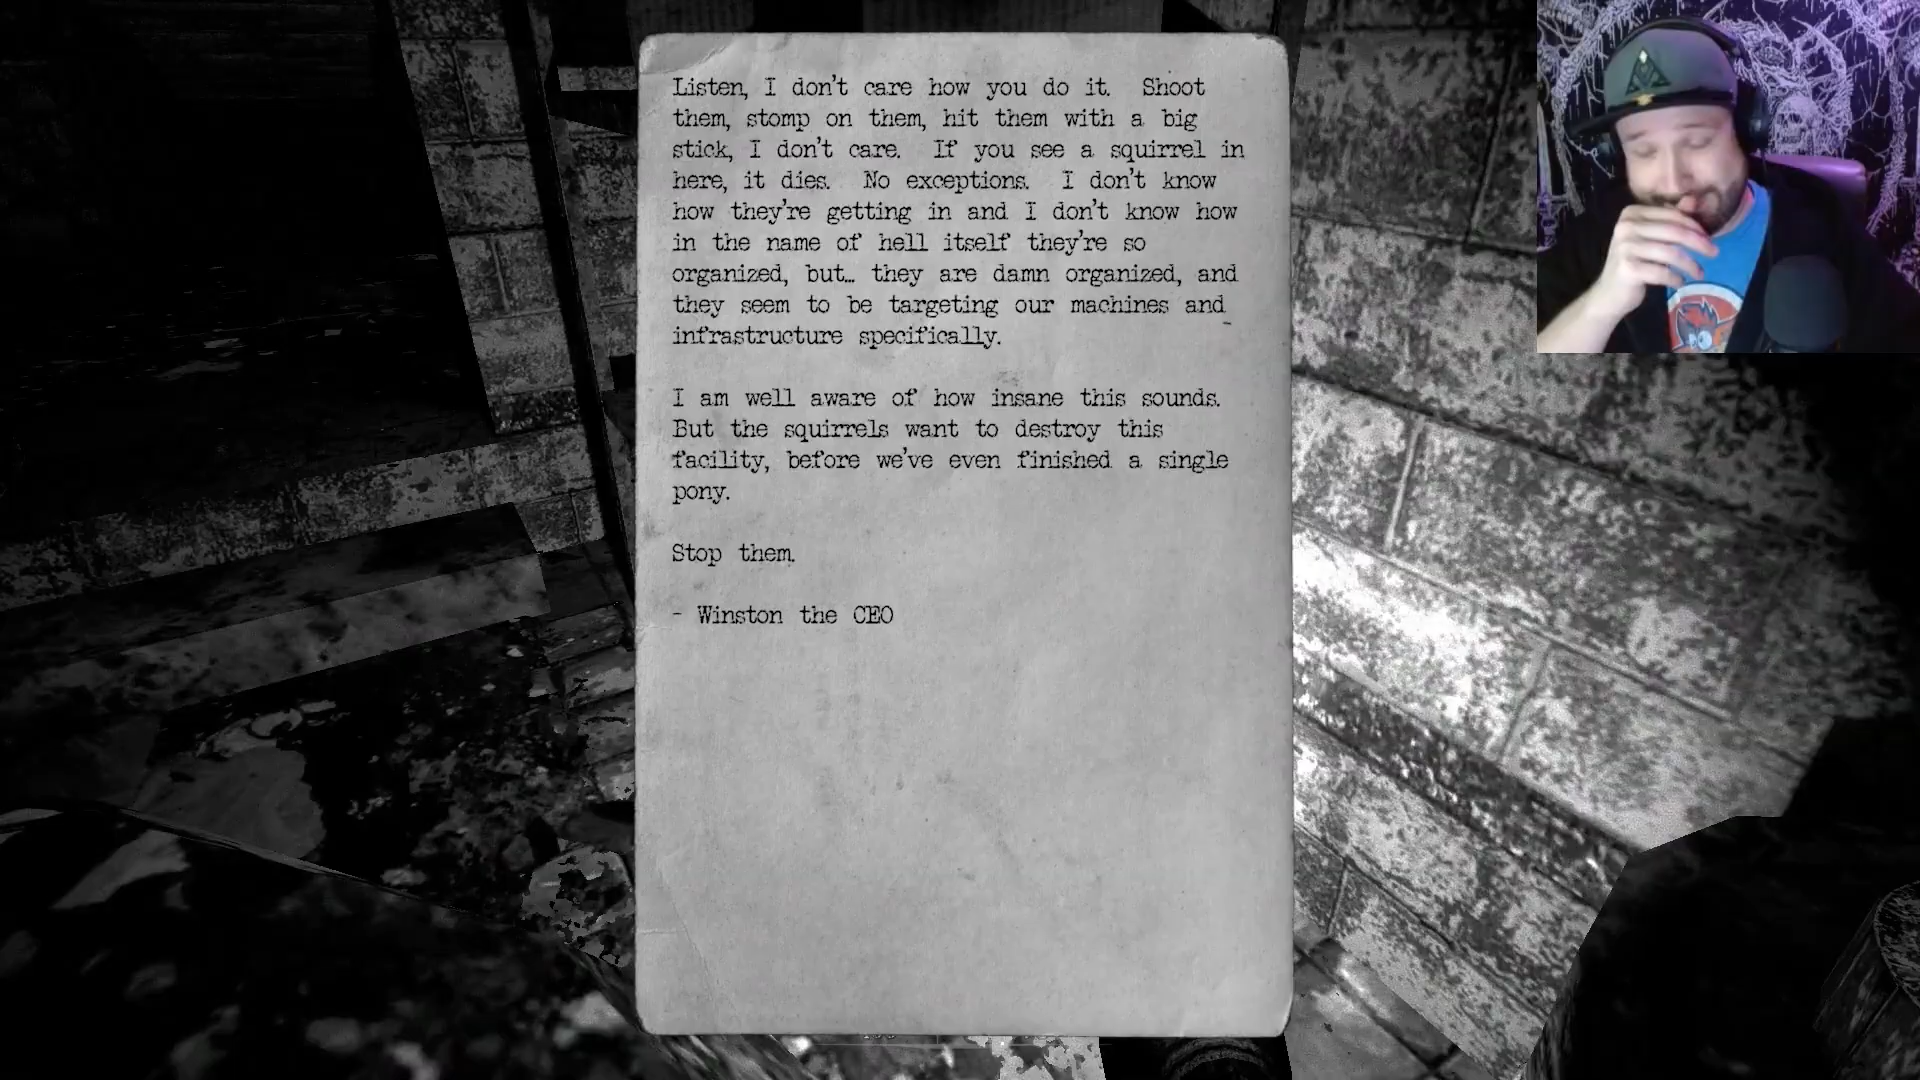 Listen, I don't care how you do it. Shoot
them, stomp on them, hit them with a big
stick, I don't care. If you see a squirrel in
here, it dies. No exceptions. I don't know
how they're getting in and I don't know how
in the name of hell itself they're so
organized, but… they are damn organized, and
they seem to be targeting our machines and
infrastructure specifically.
I am well aware of how insane this sounds.
But the squirrels want to destroy this
facility, before we've even finished a single
pony.
Stop them.
- Winston the CEO